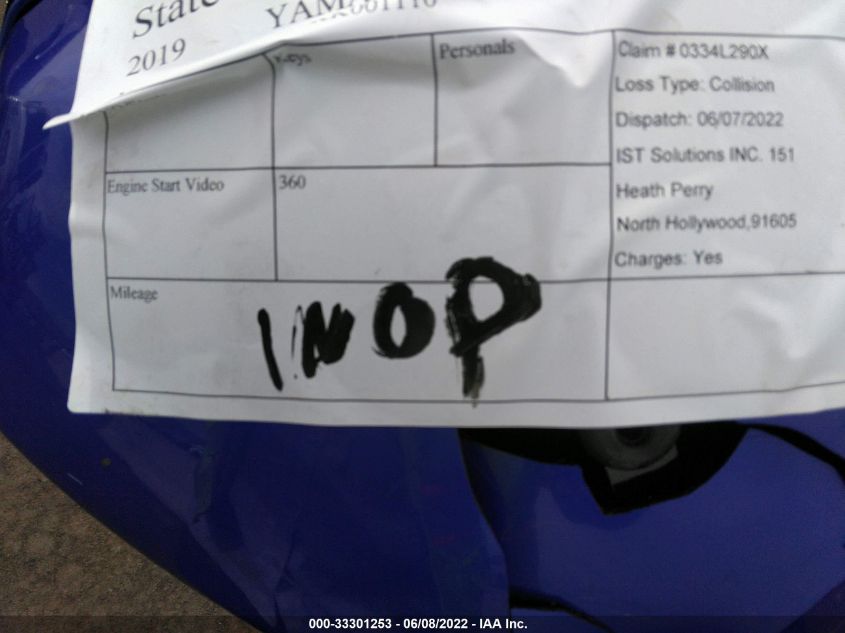 State
YAM
2019
Keys
Personals
Claim # 0334L290X
Loss Type: Collision
Dispatch: 06/07/2022
IST Solutions INC. 151
Engine Start Video
360
Heath Perry
North Hollywood,91605
Charges: Yes
Mileage
INOP
000-33301253 - 06/08/2022 - IAA Inc.